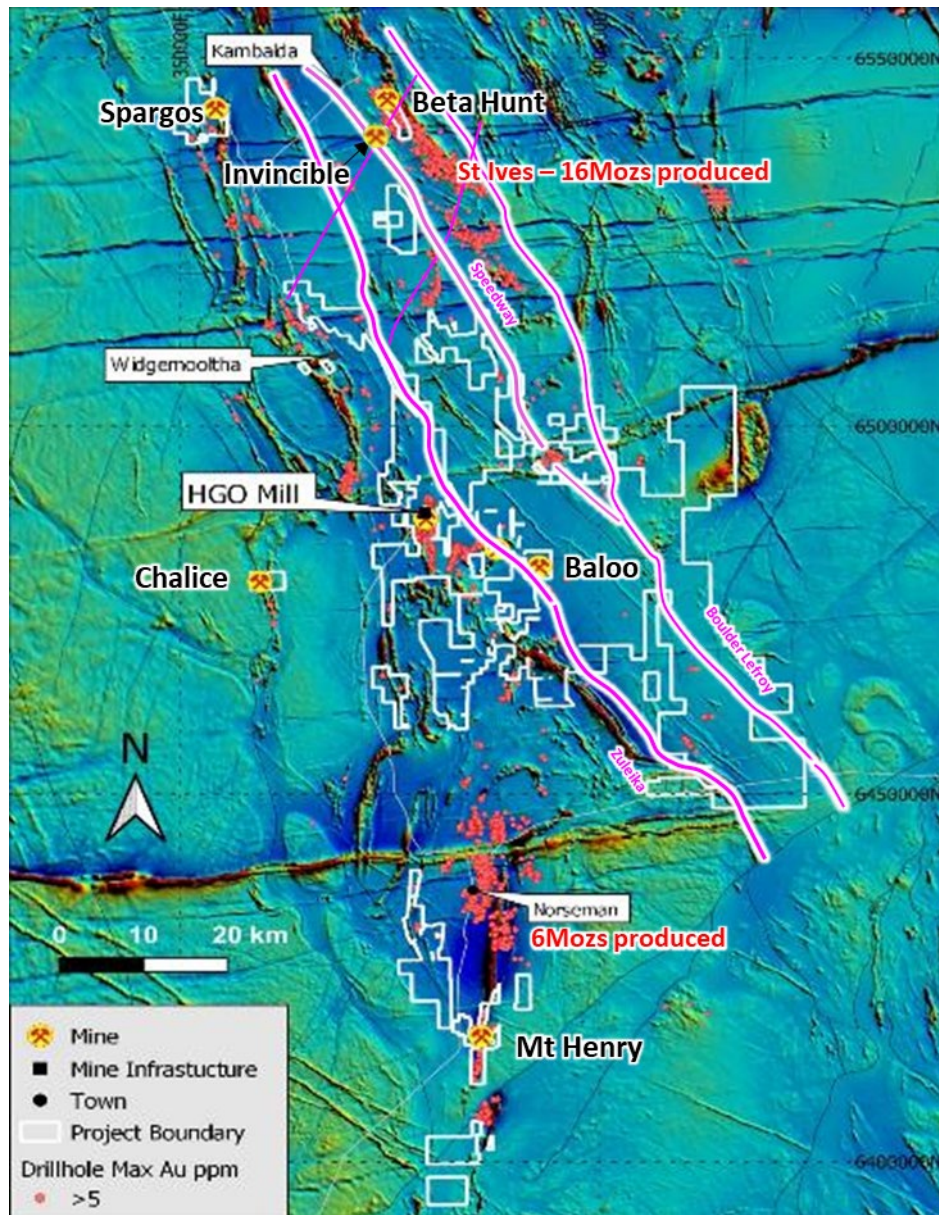 350000E
400000E
6550000N
Kambalda
Spargos
Beta Hunt
Invincible
St Ives – 16Mozs produced
Speedway
Widgemooltha
6500000N
HGO Mill
Chalice
Baloo
Boulder Lefroy
Zuleika
N
6450000N
Norseman
6Mozs produced
0 10 20 km
Mt Henry
Mine
Mine Infrastucture
Town
Project Boundary
Drillhole Max Au ppm
>5
6400000N